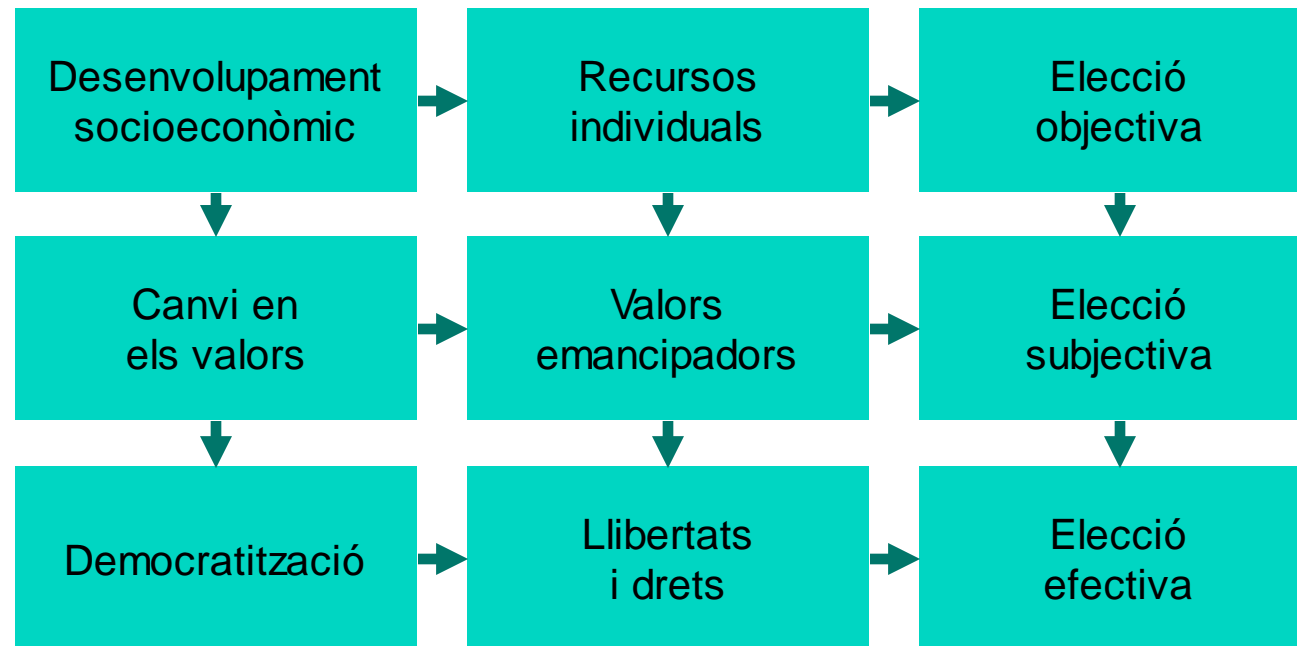 Desenvolupament
socioeconòmic
Recursos
individuals
Elecció
objectiva
Canvi en
els valors
Valors
emancipadors
Elecció
subjectiva
Democratització
Llibertats
i drets
Elecció
efectiva